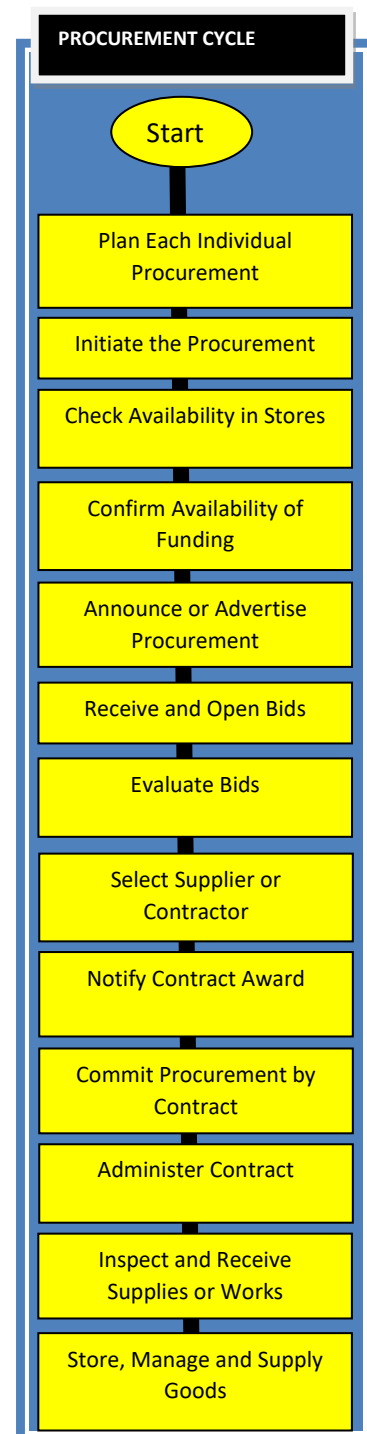 PROCUREMENT CYCLE
Start
Plan Each Individual
Procurement
Initiate the Procurement
Check Availability in Stores
Confirm Availability of
Funding
Announce or Advertise
Procurement
Receive and Open Bids
Evaluate Bids
Select Supplier or
Contractor
Notify Contract Award
Commit Procurement by
Contract
Administer Contract
Inspect and Receive
Supplies or Works
Store, Manage and Supply
Goods